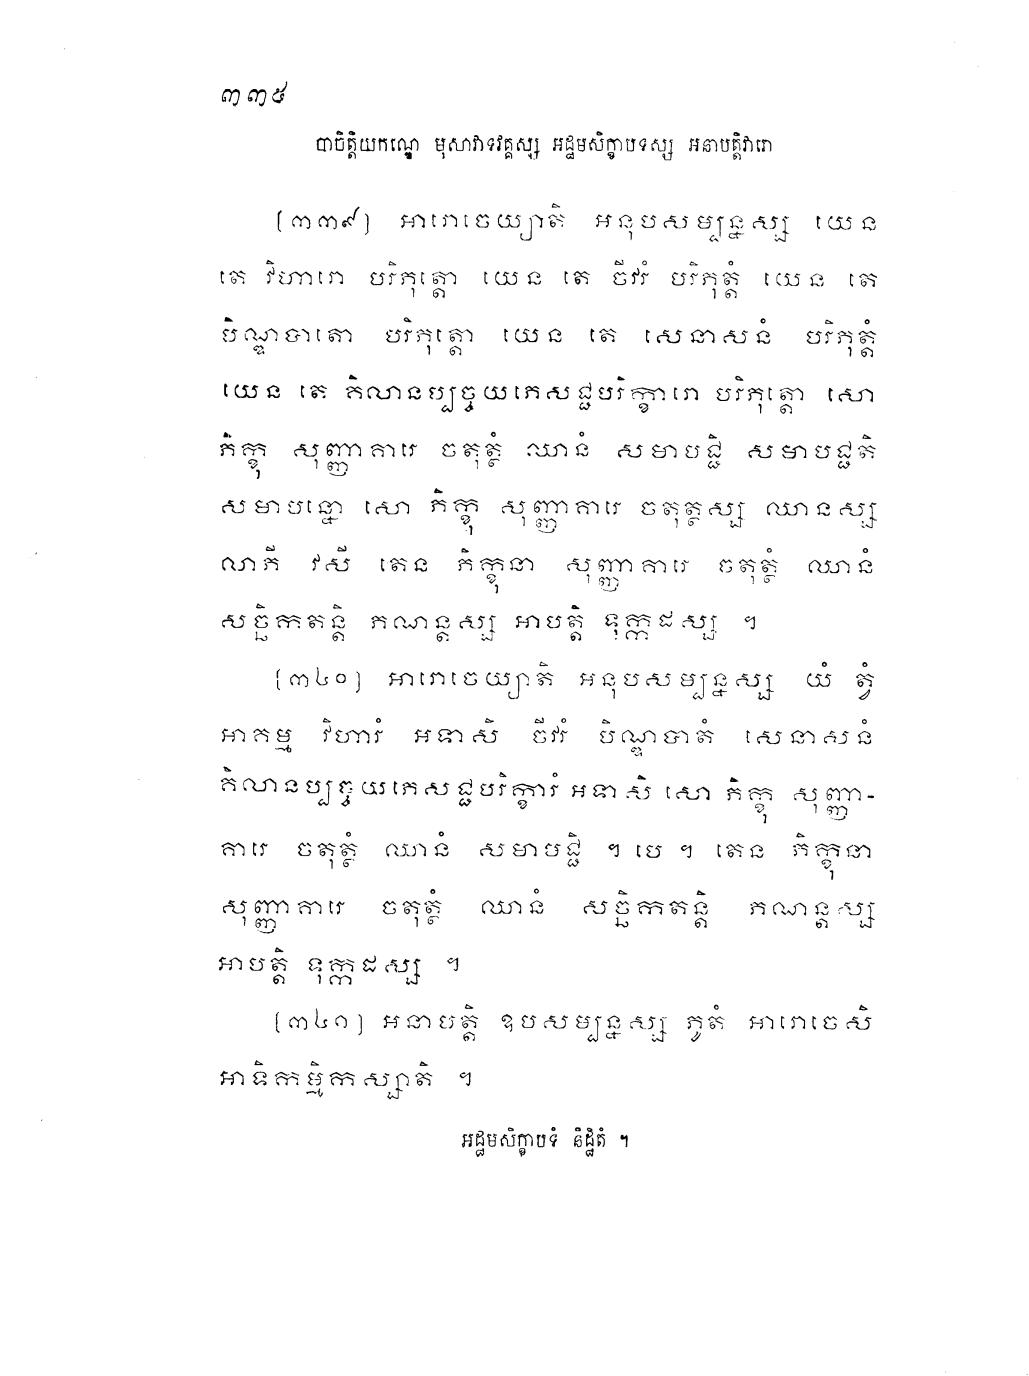 ៣៣៥
បាចិត្តិយកណ្ឌេ មុសាវាទវគ្គស្ស អដ្ឋមសិក្ខាបទស្ស អនាបត្តិវារោ
(៣៣៩) អារោចេយ្យាតិ អនុបសម្បន្នស្ស យេន
តេ វិហារោ បរិភុត្តោ យេន តេ ចីវរំ បរិភុត្តំ យេន តេ
បិណ្ឌបាតោ បរិភុត្តោ យេន តេ សេនាសនំ បរិភុត្តំ
យេន តេ គិលានប្បច្ចយភេសជ្ជបរិក្ខារោ បរិភុត្តោ សោ
ភិក្ខុ សុញ្ញាគារេ ចតុត្ថំ ឈានំ សមាបជ្ជិ សមាបជ្ជតិ
សមាបន្នោ សោ ភិក្ខុ សុញ្ញាគារេ ចតុត្ថស្ស ឈានស្ស
លាភី វសី តេន ភិក្ខុនា សុញ្ញាគារេ ចតុត្ថំ ឈានំ
សច្ឆិកតន្តិ ភណន្តស្ស អាបត្តិ ទុក្កដស្ស ។
(៣៤០) អារោចេយ្យាតិ អនុបសម្បន្នស្ស យំ ត្វំ
អាគម្ម វិហារំ អទាសិ ចីវរំ បិណ្ឌបាតំ សេនាសនំ
គិលានប្បច្ចយភេសជ្ជបរិក្ខារំ អទាសិ សោ ភិក្ខុ សុញ្ញា-
គារេ ចតុត្ថំ ឈានំ សមាបជ្ជិ ។ បេ ។ តេន ភិក្ខុនា
សុញ្ញាគារេ ចតុត្ថំ ឈានំ សច្ឆិកតន្តិ ភណន្តស្ស
អាបត្តិ ទុក្កដស្ស ។
(៣៤១) អនាបត្តិ ឧបសម្បន្នស្ស ភូតំ អារោចេសិ
អាទិកម្មិកស្សាតិ ។
អដ្ឋមសិក្ខាបទំ និដ្ឋិតំ ។